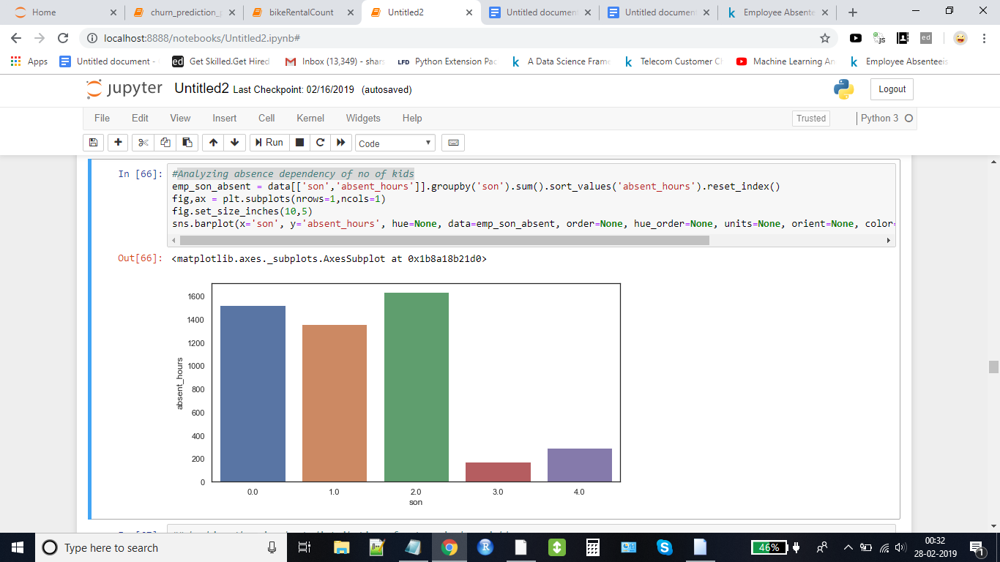 Home
churn_prediction_
bikeRentalCount
Untitled2
Untitled documen
Untitled documen
Employee Absente
localhost:8888/notebooks/Untitled2.ipynb#
js
ed
Apps
Untitled document -
ed Get Skilled.Get Hired
Inbox (13,349) - shars
LFD Python Extension Pac
k A Data Science Frame
k Telecom Customer Ch
Machine Learning An
k Employee Absenteeis
jupyter Untitled2 Last Checkpoint: 02/16/2019 (autosaved)
Logout
File Edit View Insert Cell Kernel Widgets Help
Trusted
Python 3
Run
Code
In [66]:
#Analyzing absence dependency of no of kids
emp_son_absent = data[['son','absent_hours']].groupby('son').sum().sort_values('absent_hours').reset_index()
fig,ax = plt.subplots(nrows=1,ncols=1)
fig.set_size_inches(10,5)
sns.barplot(x='son', y='absent_hours', hue=None, data=emp_son_absent, order=None, hue_order=None, units=None, orient=None, color=
Out[66]: <matplotlib.axes._subplots.AxesSubplot at 0x1b8a18b21d0>
1600
1400
1200
1000
800
600
400
200
0
absent_hours
0.0 1.0 2.0 3.0 4.0
son
Type here to search
46%
00:32
28-02-2019
1